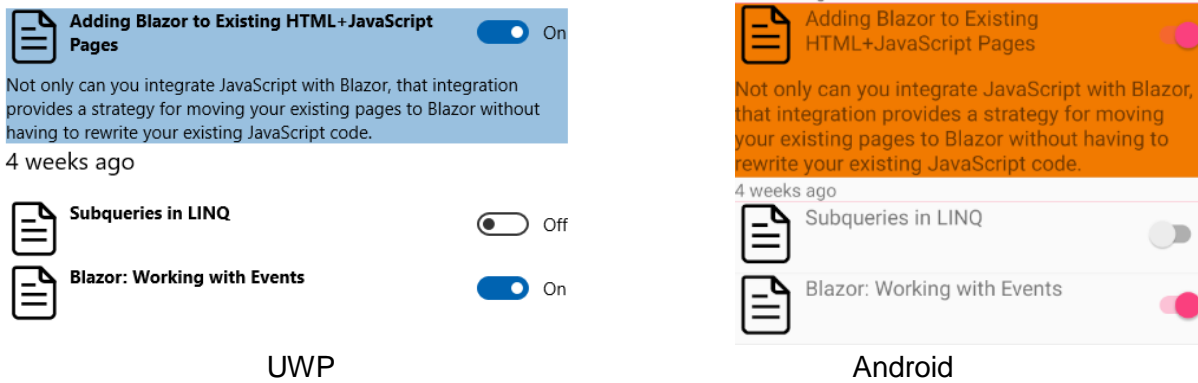 Adding Blazor to Existing HTML+JavaScript
Pages
On
Not only can you integrate JavaScript with Blazor, that integration
provides a strategy for moving your existing pages to Blazor without
having to rewrite your existing JavaScript code.
4 weeks ago
Subqueries in LINQ
Off
Blazor: Working with Events
On
UWP
Adding Blazor to Existing
HTML+JavaScript Pages
Not only can you integrate JavaScript with Blazor,
that integration provides a strategy for moving
your existing pages to Blazor without having to
rewrite your existing JavaScript code.
4 weeks ago
Subqueries in LINQ
Blazor: Working with Events
Android